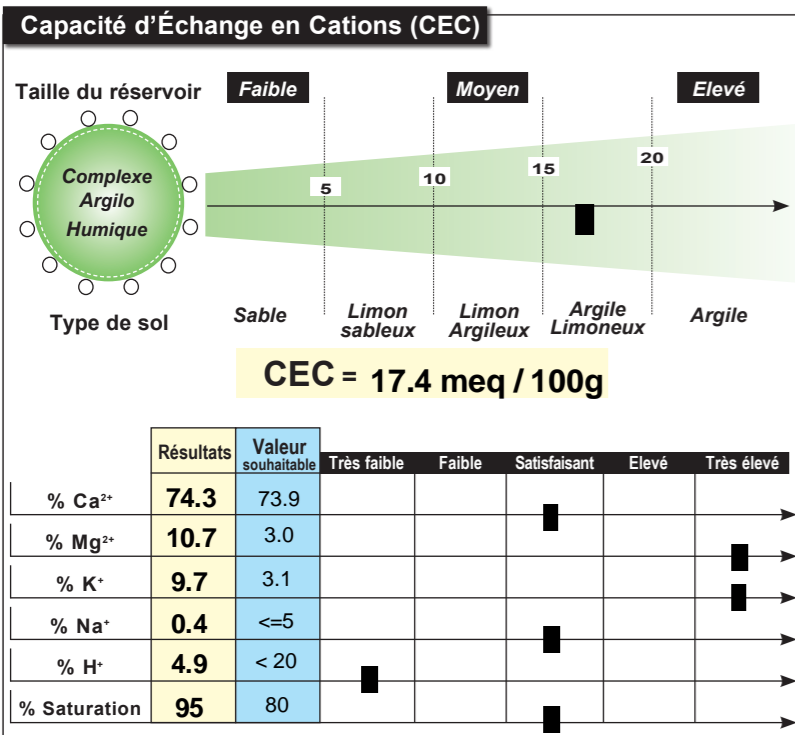 Capacité d'Échange en Cations (CEC)
Taille du réservoir
Faible
Moyen
Elevé
Complexe
Argilo
Humique
5
10
15
20
Type de sol
Sable
Limon
sableux
Limon
Argileux
Argile
Limoneux
Argile
CEC = 17.4 meq / 100g
Résultats
Valeur
souhaitable
Très faible
Faible
Satisfaisant
Elevé
Très élevé
% Ca²⁺ 74.3 73.9
% Mg²⁺ 10.7 3.0
% K⁺ 9.7 3.1
% Na⁺ 0.4 <=5
% H⁺ 4.9 < 20
% Saturation 95 80